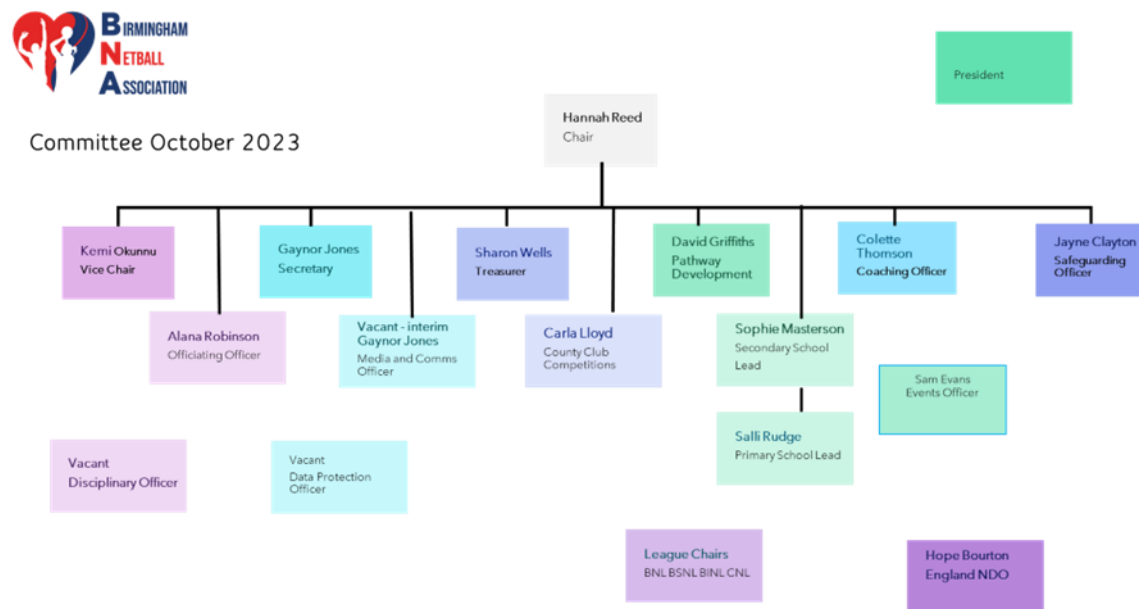 BIRMINGHAM
NETBALL
ASSOCIATION
President
Hannah Reed
Chair
Committee October 2023
Kemi Okunnu
Vice Chair
Gaynor Jones
Secretary
Sharon Wells
Treasurer
David Griffiths
Pathway
Development
Colette
Thomson
Coaching Officer
Jayne Clayton
Safeguarding
Officer
Alana Robinson
Officiating Officer
Vacant - interim
Gaynor Jones
Media and Comms
Officer
Carla Lloyd
County Club
Competitions
Sophie Masterson
Secondary School
Lead
Sam Evans
Events Officer
Vacant
Disciplinary Officer
Vacant
Data Protection
Officer
Salli Rudge
Primary School Lead
League Chairs
BNL BSNL BINL CNL
Hope Bourton
England NDO